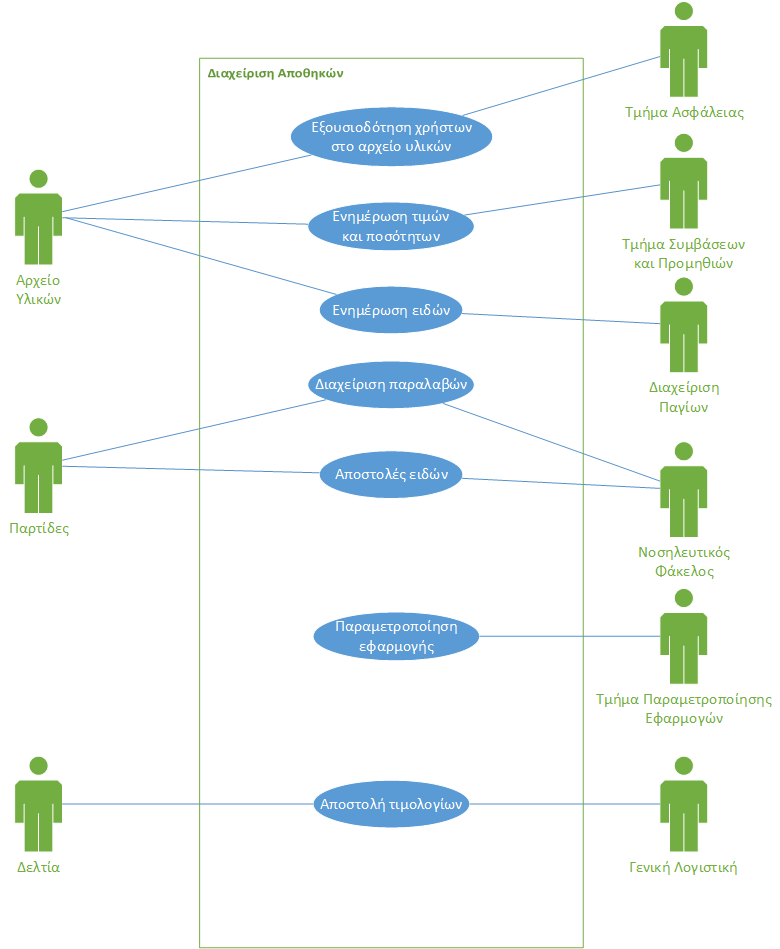 Διαχείριση Αποθηκών
Εξουσιοδότηση χρήστων
στο αρχείο υλικών
Τμήμα Ασφάλειας
Ενημέρωση τιμών
και ποσότητων
Τμήμα Συμβάσεων
και Προμηθιών
Αρχείο
Υλικών
Ενημέρωση ειδών
Διαχείριση
Παγίων
Διαχείριση παραλαβών
Αποστολές ειδών
Παρτίδες
Νοσηλευτικός
Φάκελος
Παραμετροποίηση
εφαρμογής
Τμήμα Παραμετροποίησης
Εφαρμογών
Αποστολή τιμολογίων
Δελτία
Γενική Λογιστική